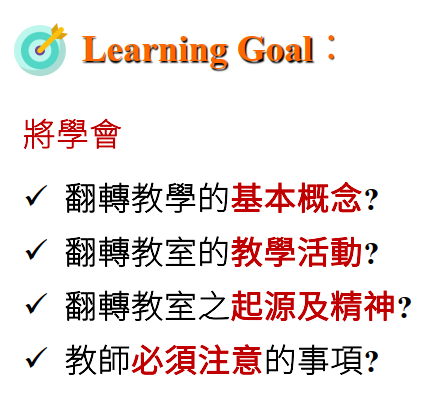 Learning Goal：
將學會
✓ 翻轉教學的基本概念?
✓ 翻轉教室的教學活動?
✓ 翻轉教室之起源及精神?
✓ 教師必須注意的事項?